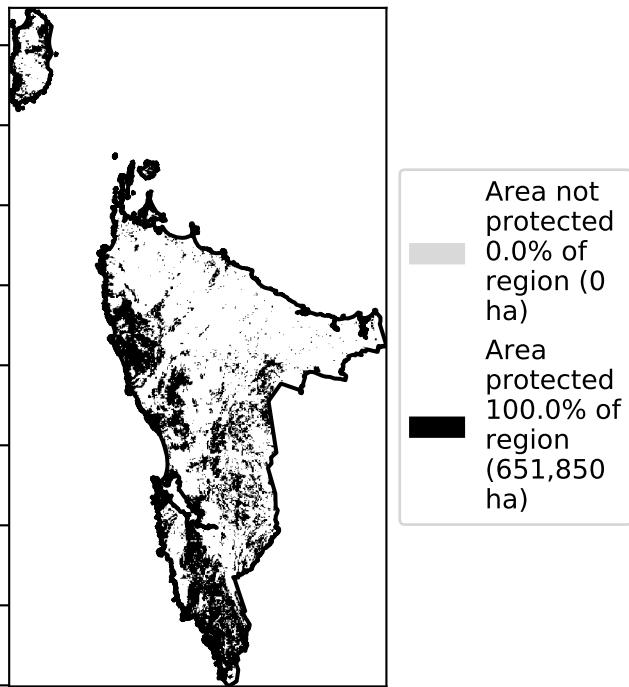 Area not
protected
0.0% of
region (0
ha)
Area
protected
100.0% of
region
(651,850
ha)